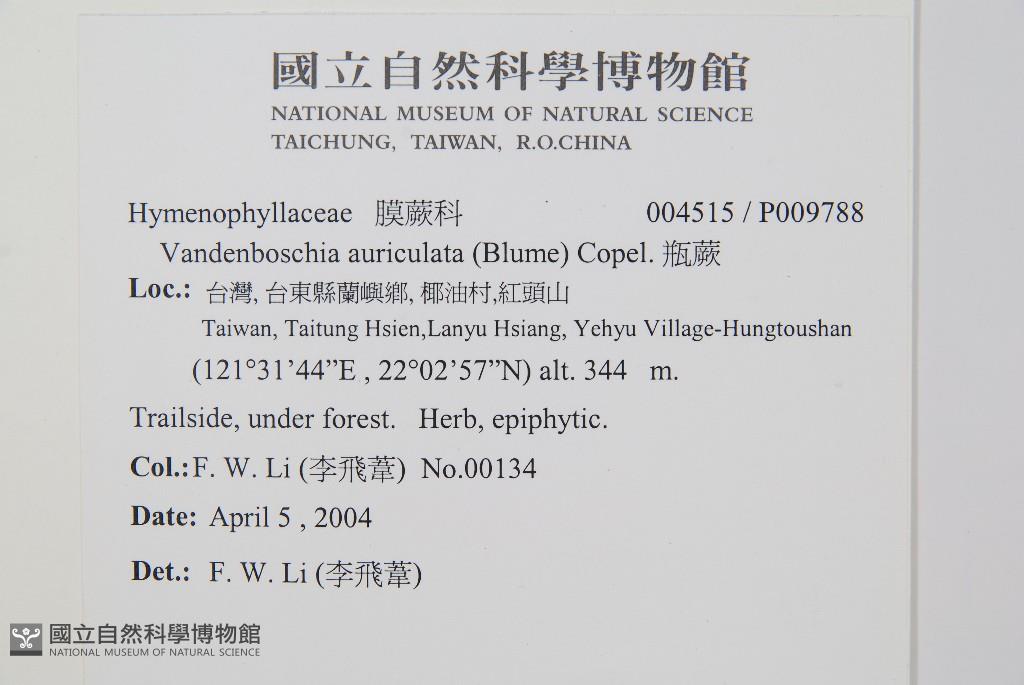 國立自然科學博物館
NATIONAL MUSEUM OF NATURAL SCIENCE
TAICHUNG, TAIWAN, R.O.CHINA
Hymenophyllaceae 膜蕨科 004515 / P009788
Vandenboschia auriculata (Blume) Copel. 瓶蕨
Loc.: 台灣, 台東縣蘭嶼鄉, 椰油村,紅頭山
Taiwan, Taitung Hsien,Lanyu Hsiang, Yehyu Village-Hungtoushan
(121°31’44”E , 22°02’57”N) alt. 344 m.
Trailside, under forest. Herb, epiphytic.
Col.:F. W. Li (李飛葦) No.00134
Date: April 5 , 2004
Det.: F. W. Li (李飛葦)
國立自然科學博物館
NATIONAL MUSEUM OF NATURAL SCIENCE